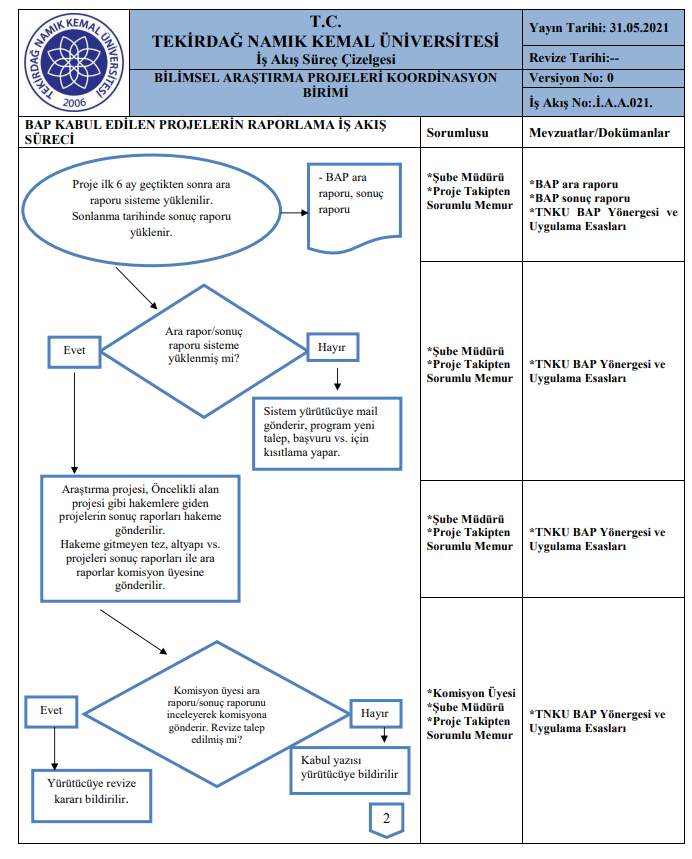 TEKİRDAĞ NAMIK KEMAL ÜNİVERSİTESİ
2006
T.C.
TEKİRDAĞ NAMIK KEMAL ÜNİVERSİTESİ
İş Akış Süreç Çizelgesi
BİLİMSEL ARAŞTIRMA PROJELERİ KOORDİNASYON
BİRİMİ
Yayın Tarihi: 31.05.2021
Revize Tarihi:--
Versiyon No: 0
İş Akış No:.İ.A.A.021.
BAP KABUL EDİLEN PROJELERİN RAPORLAMA İŞ AKIŞ
SÜRECİ
Sorumlusu
Mevzuatlar/Dokümanlar
Proje ilk 6 ay geçtikten sonra ara
raporu sisteme yüklenilir.
Sonlanma tarihinde sonuç raporu
yüklenir.
- BAP ara
raporu, sonuç
raporu
*Şube Müdürü
*Proje Takipten
Sorumlu Memur
*BAP ara raporu
*BAP sonuç raporu
*TNKU BAP Yönergesi ve
Uygulama Esasları
Ara rapor/sonuç
raporu sisteme
yüklenmiş mi?
Evet
Hayır
Sistem yürütücüye mail
gönderir, program yeni
talep, başvuru vs. için
kısıtlama yapar.
*Şube Müdürü
*Proje Takipten
Sorumlu Memur
*TNKU BAP Yönergesi ve
Uygulama Esasları
Araştırma projesi, Öncelikli alan
projesi gibi hakemlere giden
projelerin sonuç raporları hakeme
gönderilir.
Hakeme gitmeyen tez, altyapı vs.
projeleri sonuç raporları ile ara
raporlar komisyon üyesine
gönderilir.
*Şube Müdürü
*Proje Takipten
Sorumlu Memur
*TNKU BAP Yönergesi ve
Uygulama Esasları
Komisyon üyesi ara
raporu/sonuç raporunu
inceleyerek komisyona
gönderir. Revize talep
edilmiş mi?
Evet
Hayır
Yürütücüye revize
kararı bildirilir.
Kabul yazısı
yürütücüye bildirilir
2
*Komisyon Üyesi
*Şube Müdürü
*Proje Takipten
Sorumlu Memur
*TNKU BAP Yönergesi ve
Uygulama Esasları